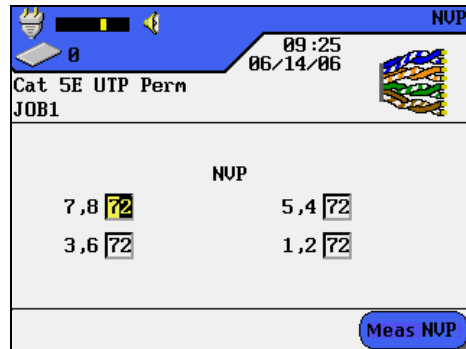 NVP
0
09:25
06/14/06
Cat 5E UTP Perm
JOB1
NVP
7,8 72
5,4 72
3,6 72
1,2 72
Meas NVP